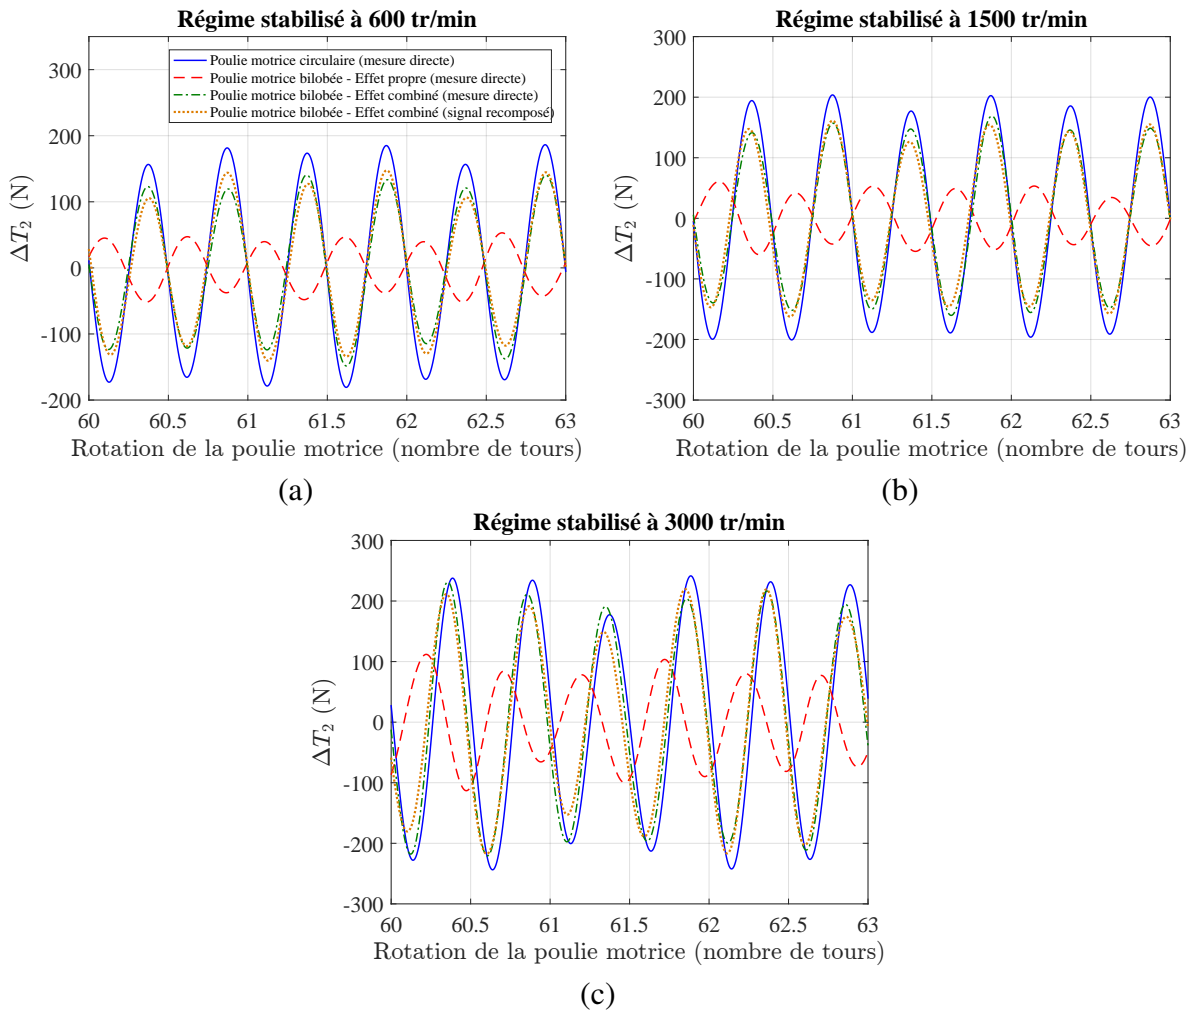 Régime stabilisé à 600 tr/min
Poulie motrice circulaire (mesure directe)
Poulie motrice bilobée - Effet propre (mesure directe)
Poulie motrice bilobée - Effet combiné (mesure directe)
Poulie motrice bilobée - Effet combiné (signal recomposé)
300
200
100
0
-100
-200
ΔT₂ (N)
60 60.5 61 61.5 62 62.5 63
Rotation de la poulie motrice (nombre de tours)
(a)
Régime stabilisé à 1500 tr/min
300
200
100
0
-100
-200
-300
ΔT₂ (N)
60 60.5 61 61.5 62 62.5 63
Rotation de la poulie motrice (nombre de tours)
(b)
Régime stabilisé à 3000 tr/min
300
200
100
0
-100
-200
-300
ΔT₂ (N)
60 60.5 61 61.5 62 62.5 63
Rotation de la poulie motrice (nombre de tours)
(c)